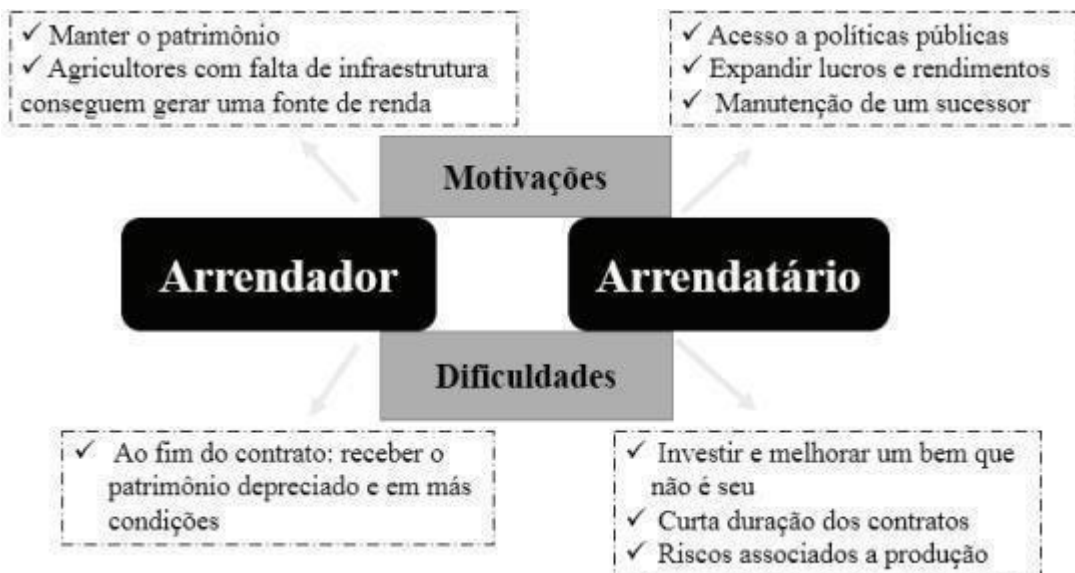 ✓ Manter o patrimônio
✓ Agricultores com falta de infraestrutura
conseguem gerar uma fonte de renda
✓ Acesso a políticas públicas
✓ Expandir lucros e rendimentos
✓ Manutenção de um sucessor
Motivações
Arrendador
Arrendatário
Dificuldades
✓ Ao fim do contrato: receber o
patrimônio depreciado e em más
condições
✓ Investir e melhorar um bem que
não é seu
✓ Curta duração dos contratos
✓ Riscos associados a produção